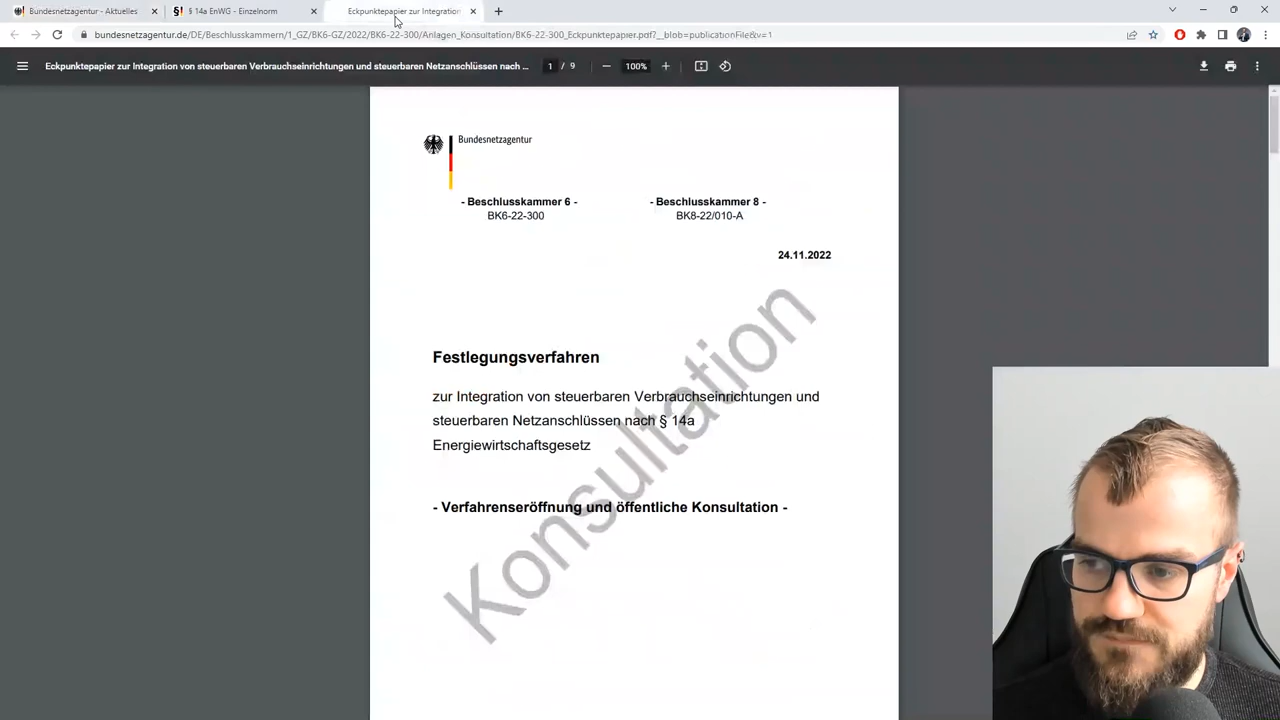 Bundesnetzagentur - Aktuelles
§ 14a EnWG - Einzelnorm
Eckpunktepapier zur Integration
bundesnetzagentur.de/DE/Beschlusskammern/1_GZ/BK6-GZ/2022/BK6-22-300/Anlagen_Konsultation/BK6-22-300_Eckpunktepapier.pdf?__blob=publicationFile&v=1
Eckpunktepapier zur Integration von steuerbaren Verbrauchseinrichtungen und steuerbaren Netzanschlüssen nach ...
1 / 9
100%
Bundesnetzagentur
- Beschlusskammer 6 -
- Beschlusskammer 8 -
BK6-22-300
BK8-22/010-A
24.11.2022
Festlegungsverfahren
zur Integration von steuerbaren Verbrauchseinrichtungen und
steuerbaren Netzanschlüssen nach § 14a
Energiewirtschaftsgesetz
- Verfahrenseröffnung und öffentliche Konsultation -
Konsultation